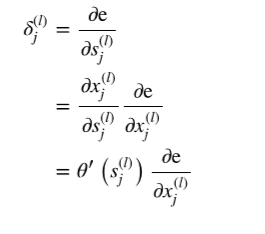 δ_j^{(l)} = ∂e / ∂s_j^{(l)}
= ∂x_j^{(l)} / ∂s_j^{(l)} ∂e / ∂x_j^{(l)}
= θ′ (s_j^{(l)}) ∂e / ∂x_j^{(l)}